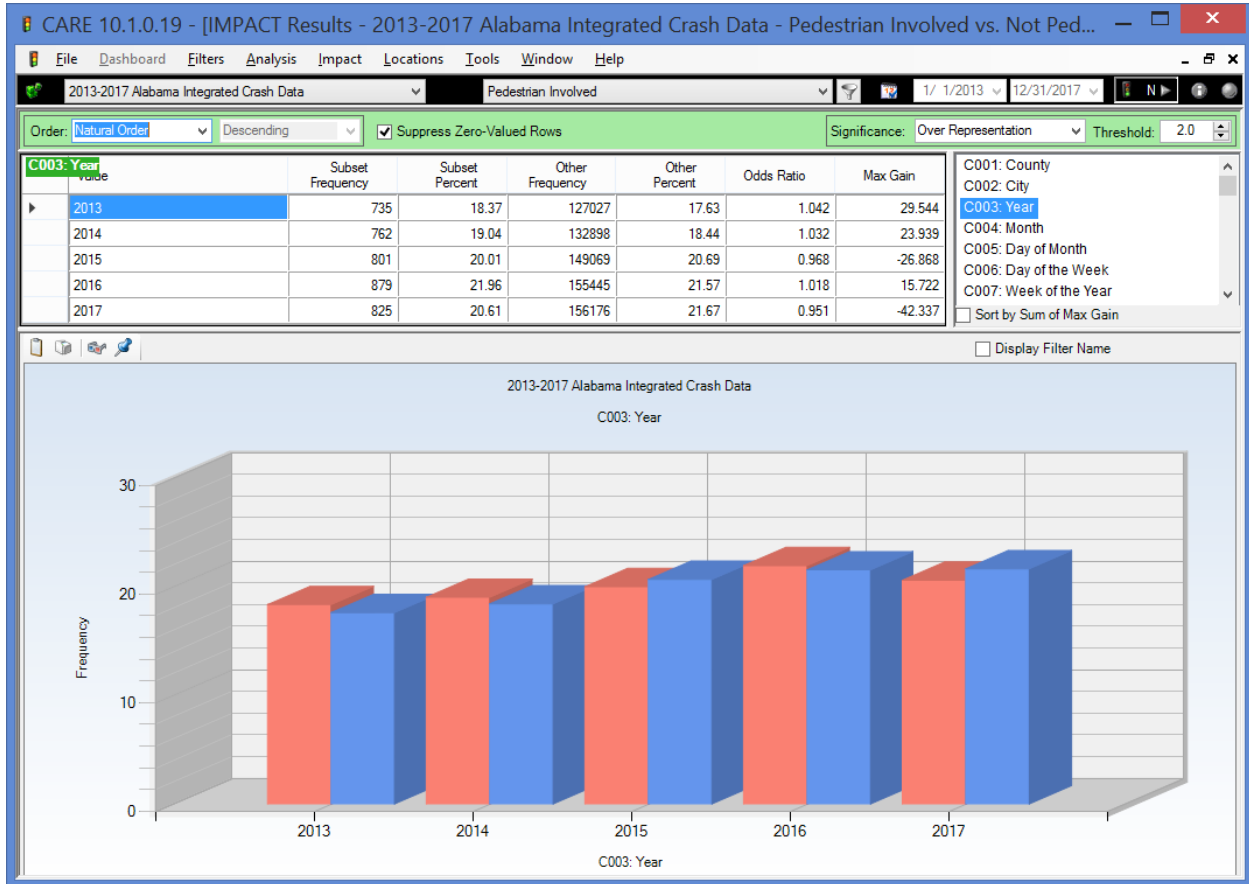 CARE 10.1.0.19 - [IMPACT Results - 2013-2017 Alabama Integrated Crash Data - Pedestrian Involved vs. Not Ped...
File Dashboard Filters Analysis Impact Locations Tools Window Help
2013-2017 Alabama Integrated Crash Data Pedestrian Involved 1/ 1/2013 12/31/2017 N
Order: Natural Order Descending Suppress Zero-Valued Rows Significance: Over Representation Threshold: 2.0
C003: Year Value Subset Frequency Subset Percent Other Frequency Other Percent Odds Ratio Max Gain
2013 735 18.37 127027 17.63 1.042 29.544
2014 762 19.04 132898 18.44 1.032 23.939
2015 801 20.01 149069 20.69 0.968 -26.868
2016 879 21.96 155445 21.57 1.018 15.722
2017 825 20.61 156176 21.67 0.951 -42.337
C001: County
C002: City
C003: Year
C004: Month
C005: Day of Month
C006: Day of the Week
C007: Week of the Year
Sort by Sum of Max Gain
Display Filter Name
2013-2017 Alabama Integrated Crash Data
C003: Year
Frequency
30
20
10
0
2013 2014 2015 2016 2017
C003: Year